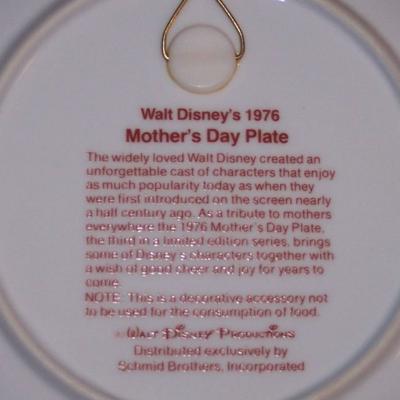 Walt Disney's 1976
Mother's Day Plate
The widely loved Walt Disney created an
unforgettable cast of characters that enjoy
as much popularity today as when they
were first introduced on the screen nearly
a half century ago. As a tribute to mothers
everywhere the 1976 Mother's Day Plate,
the third in a limited edition series, brings
some of Disney's characters together with
a wish of good cheer and joy for years to
come.
NOTE: This is a decorative accessory not
to be used for the consumption of food.
© WALT DISNEY PRODUCTIONS
Distributed exclusively by
Schmid Brothers, Incorporated